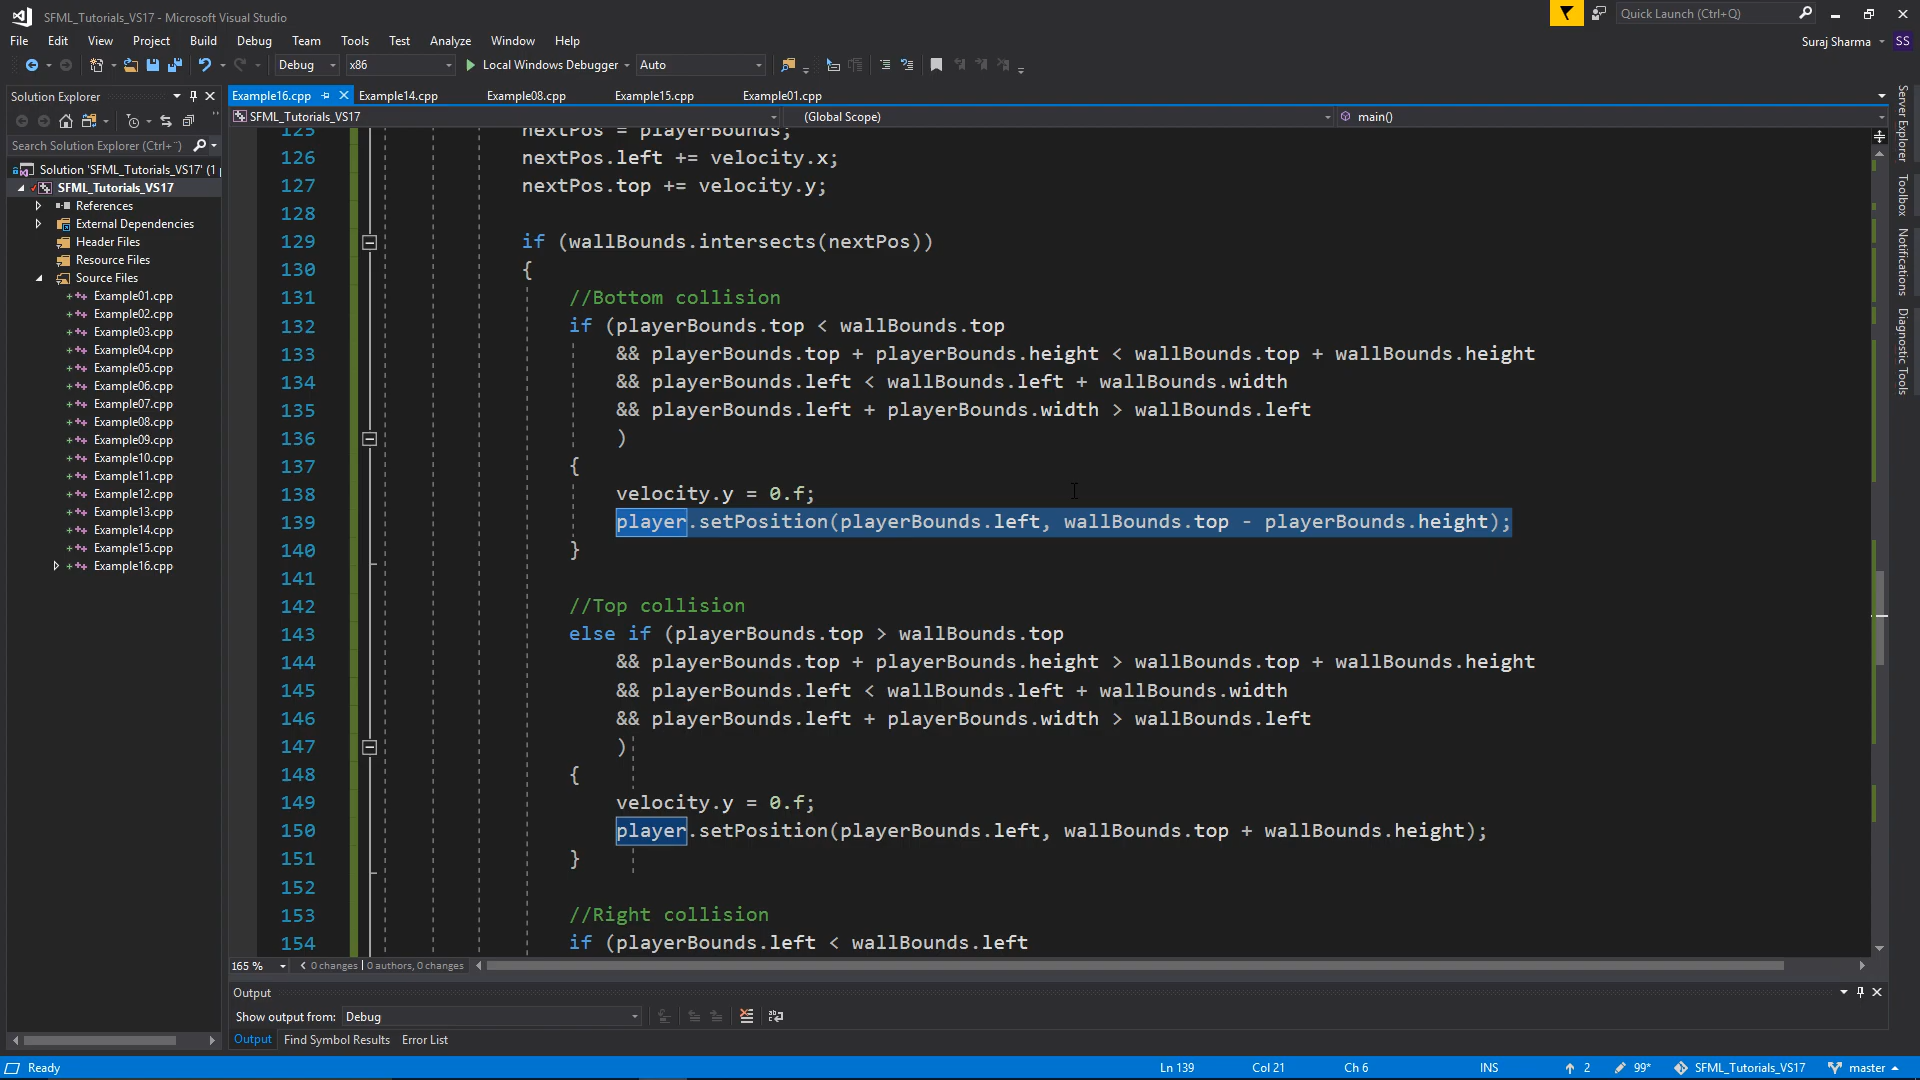 SFML_Tutorials_VS17 - Microsoft Visual Studio
Quick Launch (Ctrl+Q)
File Edit View Project Build Debug Team Tools Test Analyze Window Help
Suraj Sharma SS
Debug x86 Local Windows Debugger Auto
Solution Explorer
Example16.cpp Example14.cpp Example08.cpp Example15.cpp Example01.cpp
SFML_Tutorials_VS17 (Global Scope) main()
Search Solution Explorer (Ctrl+¨)
Solution 'SFML_Tutorials_VS17' (1
SFML_Tutorials_VS17
References
External Dependencies
Header Files
Resource Files
Source Files
Example01.cpp
Example02.cpp
Example03.cpp
Example04.cpp
Example05.cpp
Example06.cpp
Example07.cpp
Example08.cpp
Example09.cpp
Example10.cpp
Example11.cpp
Example12.cpp
Example13.cpp
Example14.cpp
Example15.cpp
Example16.cpp
125 nextPos = playerBounds;
126 nextPos.left += velocity.x;
127 nextPos.top += velocity.y;
128
129 if (wallBounds.intersects(nextPos))
130 {
131 //Bottom collision
132 if (playerBounds.top < wallBounds.top
133 && playerBounds.top + playerBounds.height < wallBounds.top + wallBounds.height
134 && playerBounds.left < wallBounds.left + wallBounds.width
135 && playerBounds.left + playerBounds.width > wallBounds.left
136 )
137 {
138 velocity.y = 0.f;
139 player.setPosition(playerBounds.left, wallBounds.top - playerBounds.height);
140 }
141
142 //Top collision
143 else if (playerBounds.top > wallBounds.top
144 && playerBounds.top + playerBounds.height > wallBounds.top + wallBounds.height
145 && playerBounds.left < wallBounds.left + wallBounds.width
146 && playerBounds.left + playerBounds.width > wallBounds.left
147 )
148 {
149 velocity.y = 0.f;
150 player.setPosition(playerBounds.left, wallBounds.top + wallBounds.height);
151 }
152
153 //Right collision
154 if (playerBounds.left < wallBounds.left
165 % 0 changes | 0 authors, 0 changes
Server Explorer
Toolbox
Notifications
Diagnostic Tools
Output
Show output from: Debug
Output Find Symbol Results Error List
Ready Ln 139 Col 21 Ch 6 INS 2 99* SFML_Tutorials_VS17 master